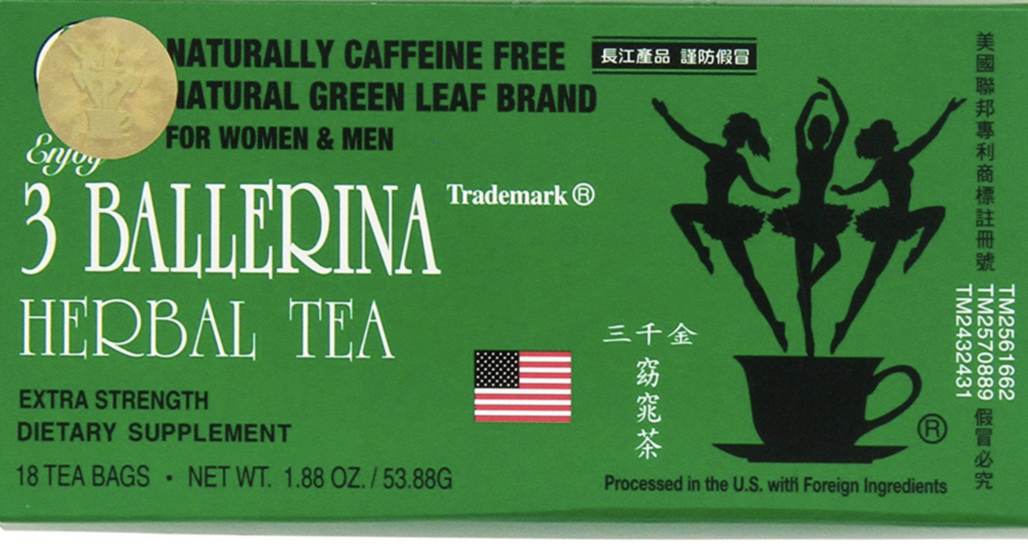 NATURALLY CAFFEINE FREE
NATURAL GREEN LEAF BRAND
FOR WOMEN & MEN
長江產品 謹防假冒
Enjoy
3 BALLERINA Trademark ®
HERBAL TEA
EXTRA STRENGTH
DIETARY SUPPLEMENT
18 TEA BAGS • NET WT. 1.88 OZ. / 53.88G
三千金
窈窕茶
®
Processed in the U.S. with Foreign Ingredients
美國聯邦專利商標註冊號
TM2561662
TM2570889
TM2432431
假冒必究